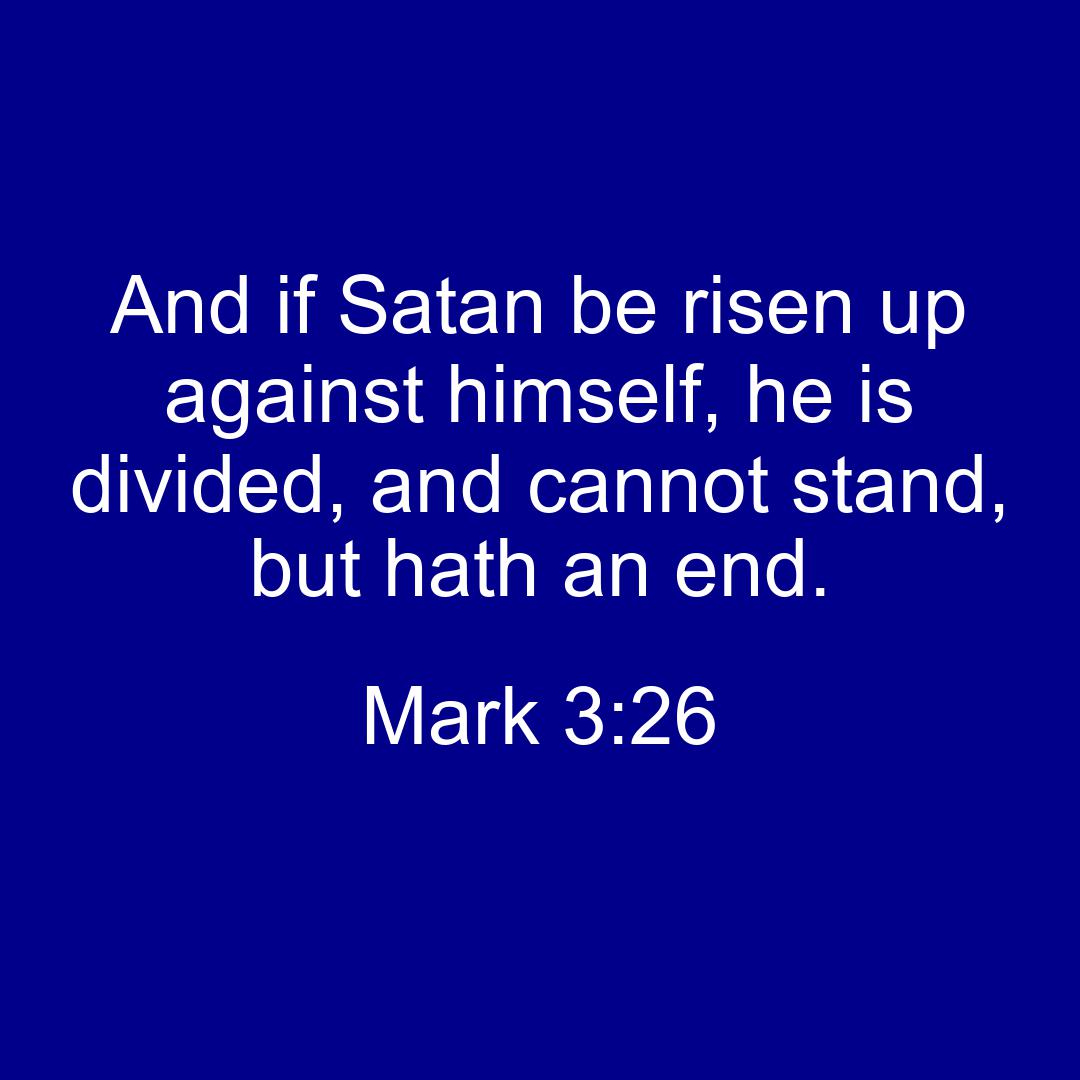 And if Satan be risen up
against himself, he is
divided, and cannot stand,
but hath an end.
Mark 3:26